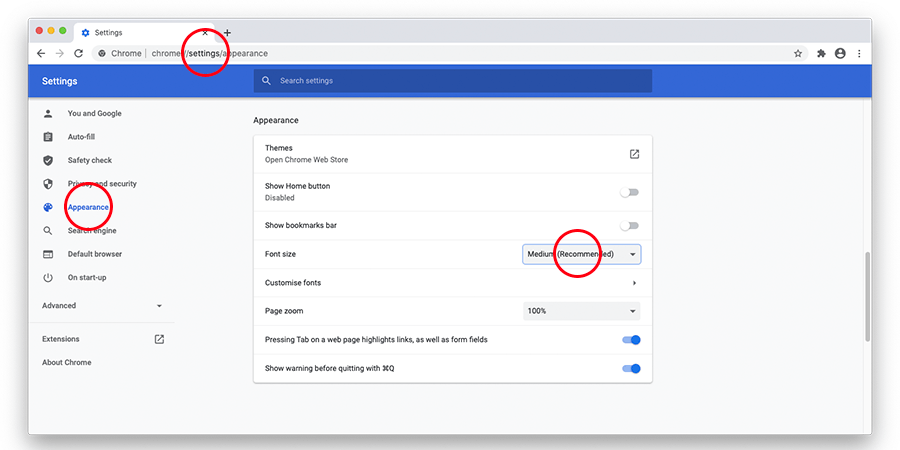 Settings
Chrome | chrome://settings/appearance
Settings
Search settings
You and Google
Auto-fill
Safety check
Privacy and security
Appearance
Search engine
Default browser
On start-up
Advanced
Extensions
About Chrome
Appearance
Themes
Open Chrome Web Store
Show Home button
Disabled
Show bookmarks bar
Font size
Medium (Recommended)
Customise fonts
Page zoom
100%
Pressing Tab on a web page highlights links, as well as form fields
Show warning before quitting with ⌘Q